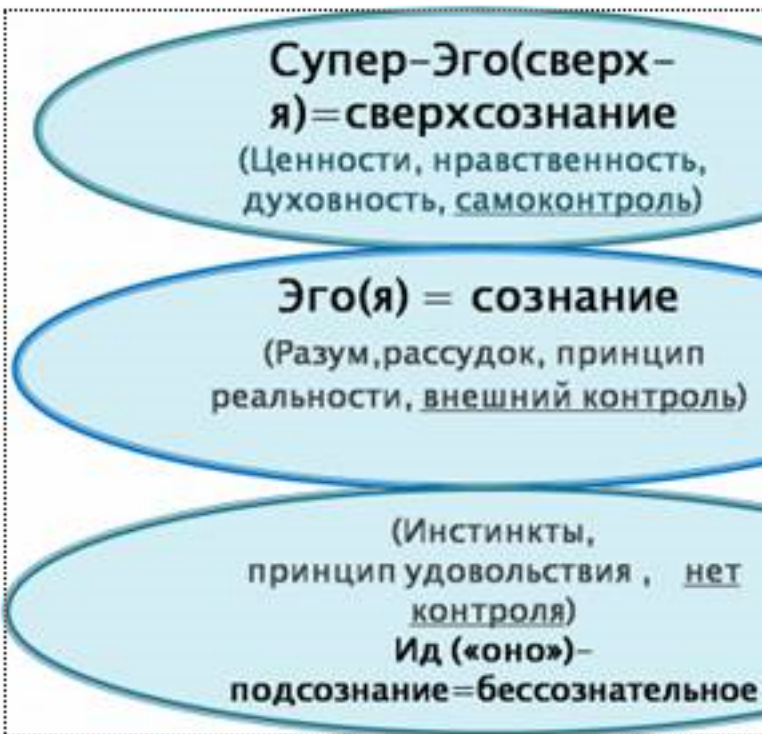 Супер–Эго(сверх–
я)=сверхсознание
(Ценности, нравственность,
духовность, самоконтроль)
Эго(я) = сознание
(Разум,рассудок, принцип
реальности, внешний контроль)
(Инстинкты,
принцип удовольствия , нет
контроля)
Ид («оно»)–
подсознание=бессознательное